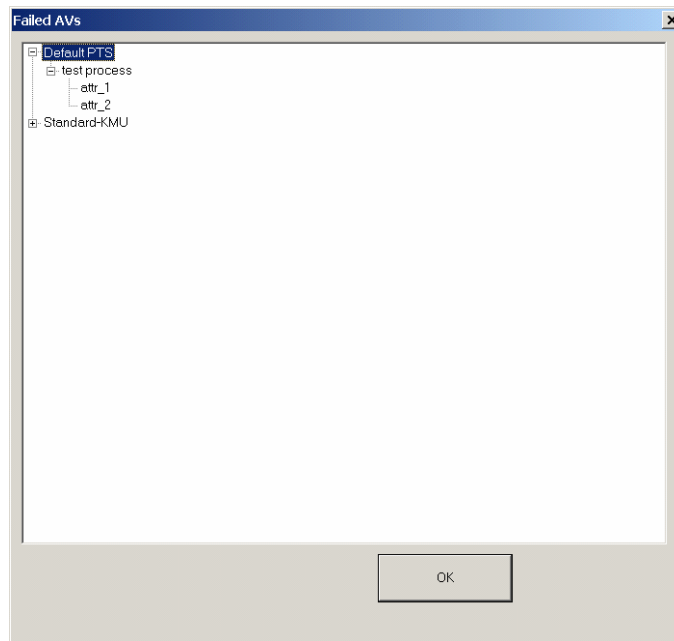 Failed AVs
Default PTS
test process
attr_1
attr_2
Standard-KMU
OK